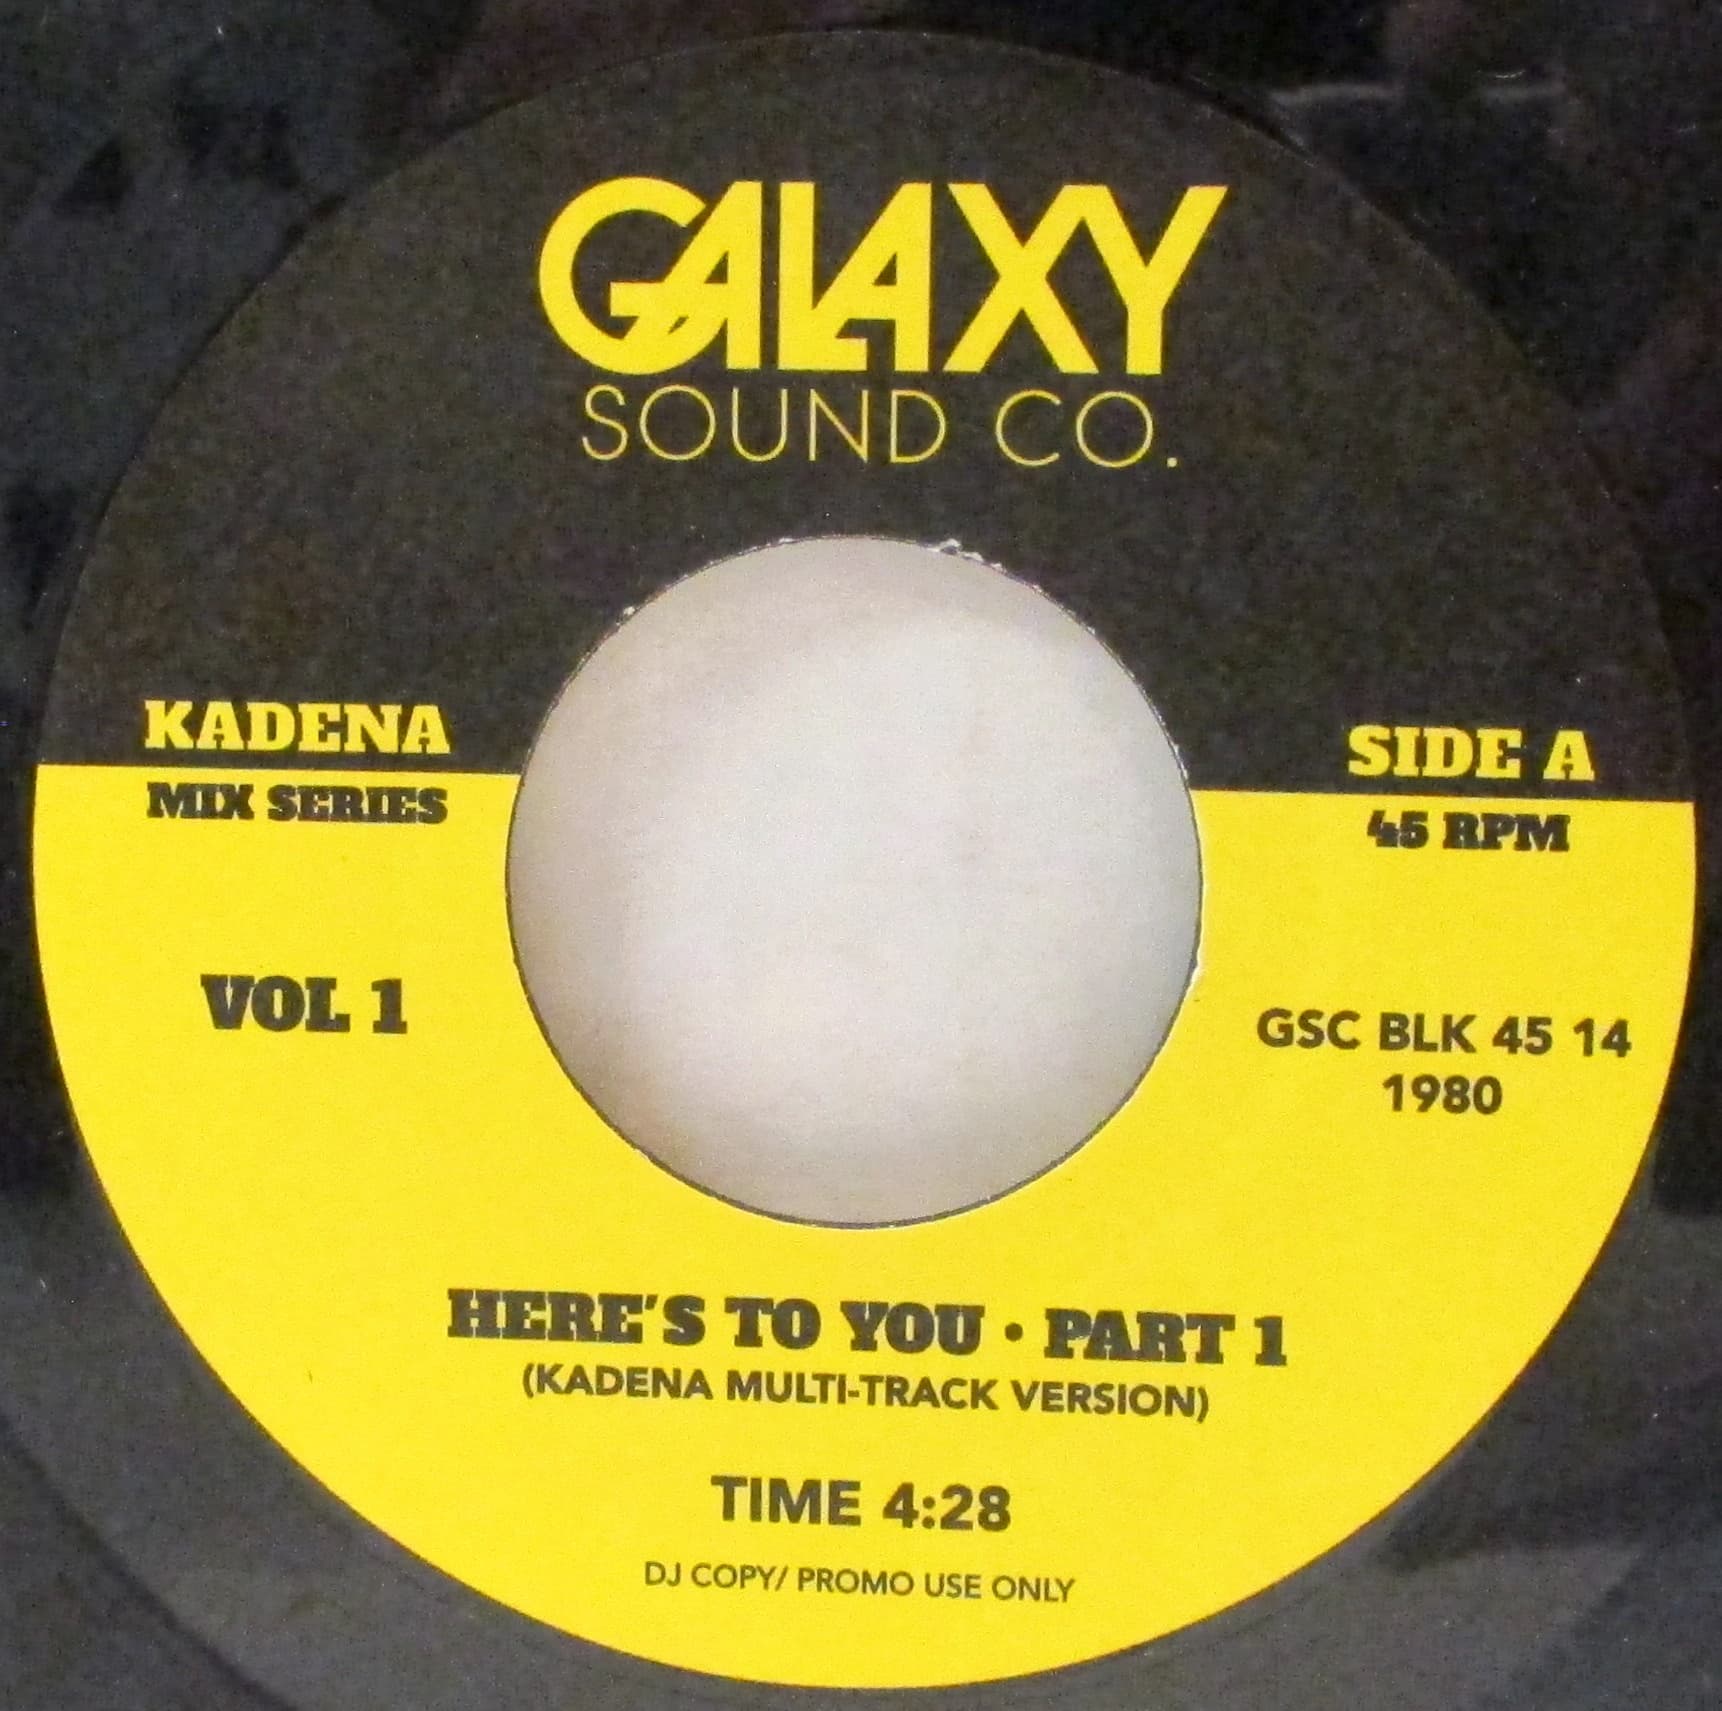 GALAXY
SOUND CO.
KADENA
MIX SERIES
SIDE A
45 RPM
VOL 1
GSC BLK 45 14
1980
HERE'S TO YOU • PART 1
(KADENA MULTI-TRACK VERSION)
TIME 4:28
DJ COPY/ PROMO USE ONLY